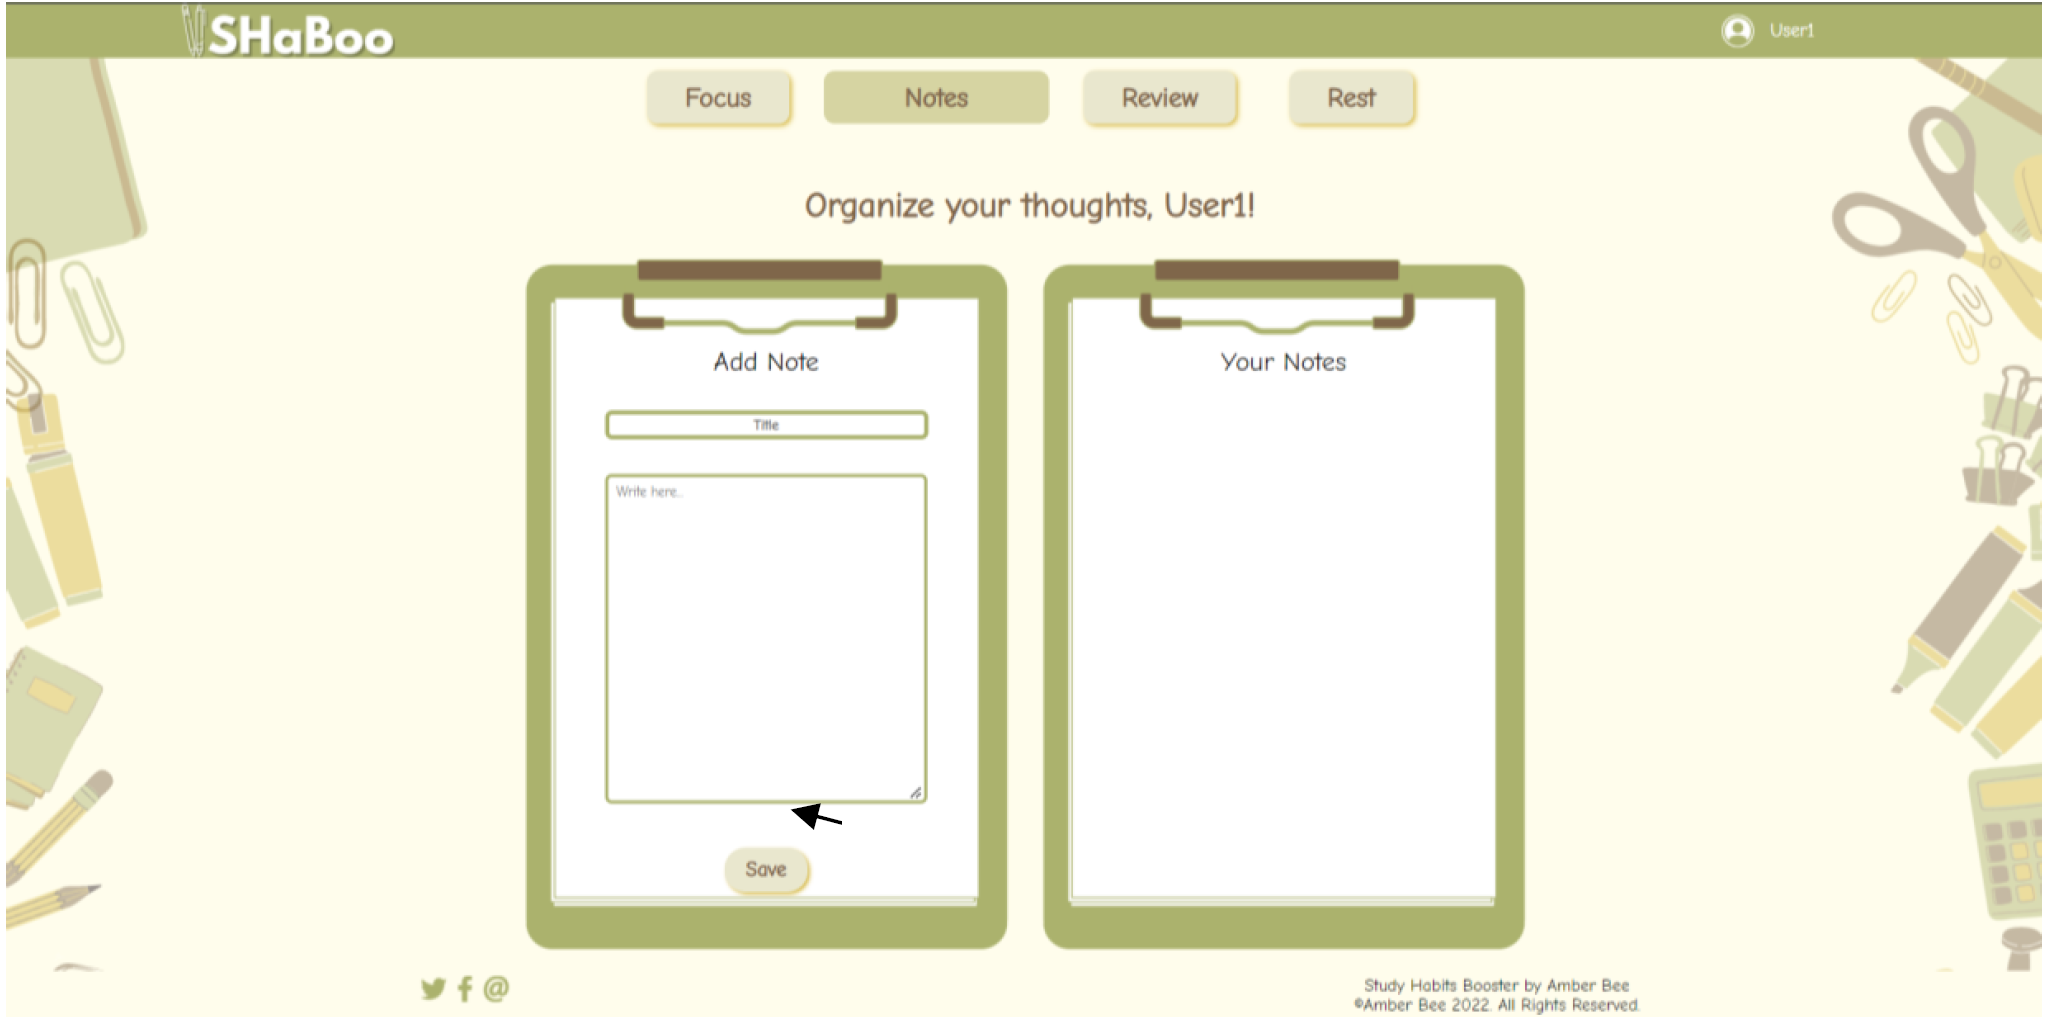 SHaBoo
User1
Focus
Notes
Review
Rest
Organize your thoughts, User1!
Add Note
Title
Write here...
Save
Your Notes
Study Habits Booster by Amber Bee
©Amber Bee 2022. All Rights Reserved.